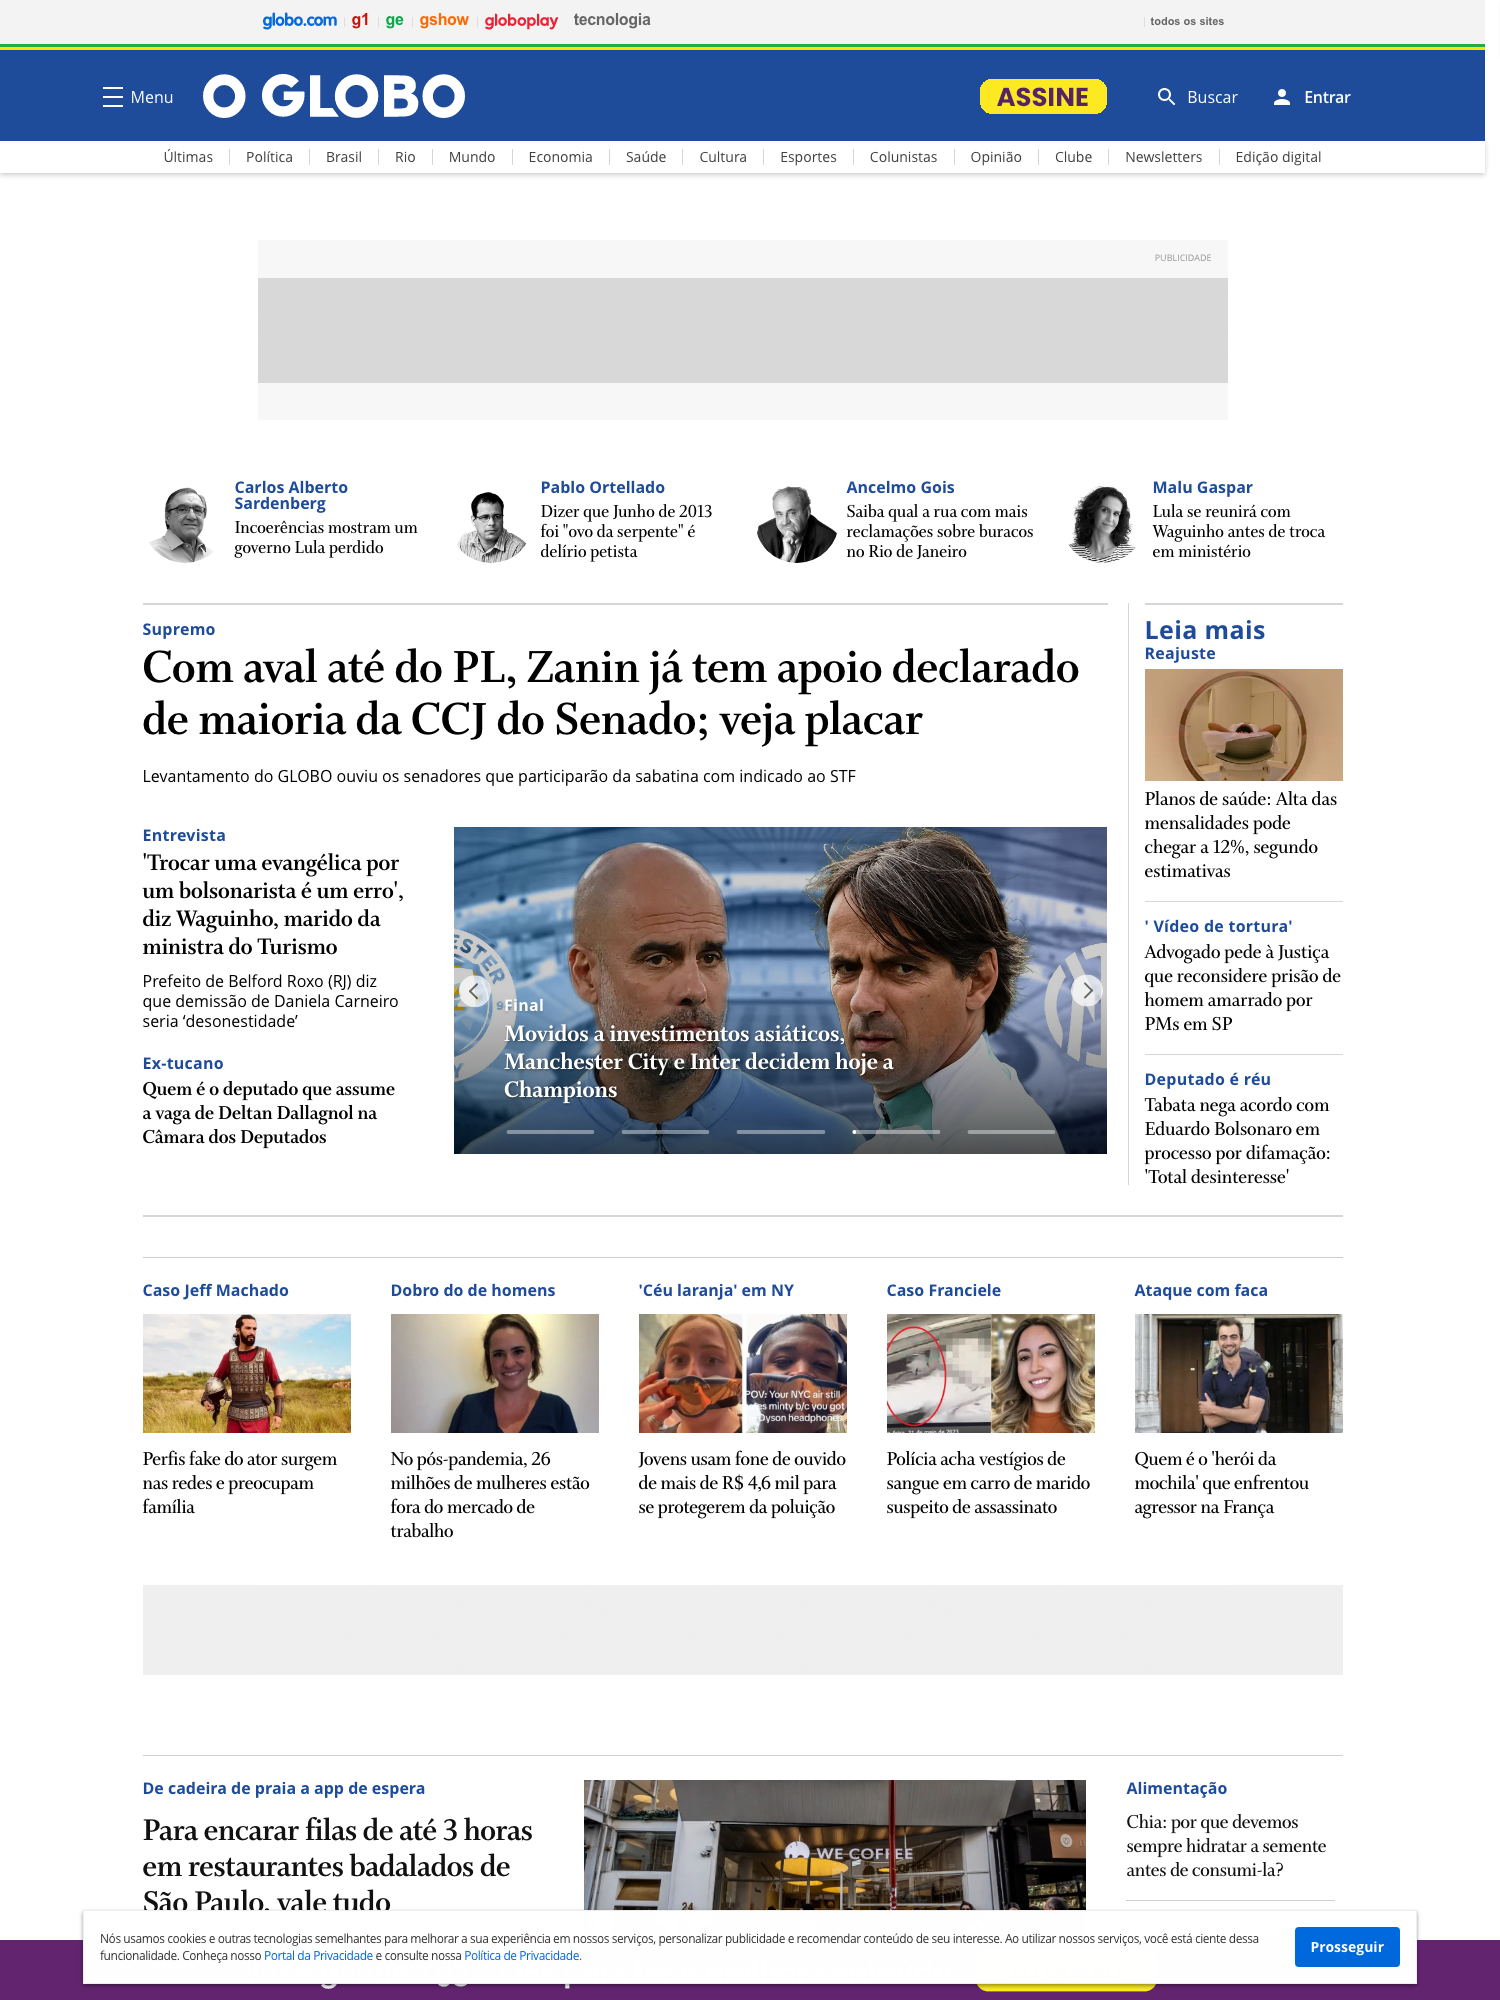 globo.com
g1
ge
gshow
globoplay
tecnologia
todos os sites
Menu
O GLOBO
ASSINE
Buscar
Entrar
Últimas
Política
Brasil
Rio
Mundo
Economia
Saúde
Cultura
Esportes
Colunistas
Opinião
Clube
Newsletters
Edição digital
PUBLICIDADE
Carlos Alberto
Sardenberg
Incoerências mostram um
governo Lula perdido
Pablo Ortellado
Dizer que Junho de 2013
foi "ovo da serpente" é
delírio petista
Ancelmo Gois
Saiba qual a rua com mais
reclamações sobre buracos
no Rio de Janeiro
Malu Gaspar
Lula se reunirá com
Waguinho antes de troca
em ministério
Supremo
Com aval até do PL, Zanin já tem apoio declarado
de maioria da CCJ do Senado; veja placar
Levantamento do GLOBO ouviu os senadores que participarão da sabatina com indicado ao STF
Entrevista
'Trocar uma evangélica por
um bolsonarista é um erro',
diz Waguinho, marido da
ministra do Turismo
Prefeito de Belford Roxo (RJ) diz
que demissão de Daniela Carneiro
seria ‘desonestidade’
Ex-tucano
Quem é o deputado que assume
a vaga de Deltan Dallagnol na
Câmara dos Deputados
Final
Movidos a investimentos asiáticos,
Manchester City e Inter decidem hoje a
Champions
Leia mais
Reajuste
Planos de saúde: Alta das
mensalidades pode
chegar a 12%, segundo
estimativas
' Vídeo de tortura'
Advogado pede à Justiça
que reconsidere prisão de
homem amarrado por
PMs em SP
Deputado é réu
Tabata nega acordo com
Eduardo Bolsonaro em
processo por difamação:
'Total desinteresse'
Caso Jeff Machado
Perfis fake do ator surgem
nas redes e preocupam
família
Dobro do de homens
No pós-pandemia, 26
milhões de mulheres estão
fora do mercado de
trabalho
'Céu laranja' em NY
POV: Your NYC air still
minty b/c you got
Dyson headphones
Jovens usam fone de ouvido
de mais de R$ 4,6 mil para
se protegerem da poluição
Caso Franciele
Polícia acha vestígios de
sangue em carro de marido
suspeito de assassinato
Ataque com faca
Quem é o 'herói da
mochila' que enfrentou
agressor na França
De cadeira de praia a app de espera
Para encarar filas de até 3 horas
em restaurantes badalados de
São Paulo, vale tudo
WE COFFEE
24
Alimentação
Chia: por que devemos
sempre hidratar a semente
antes de consumi-la?
Nós usamos cookies e outras tecnologias semelhantes para melhorar a sua experiência em nossos serviços, personalizar publicidade e recomendar conteúdo de seu interesse. Ao utilizar nossos serviços, você está ciente dessa
funcionalidade. Conheça nosso Portal da Privacidade e consulte nossa Política de Privacidade.
Prosseguir